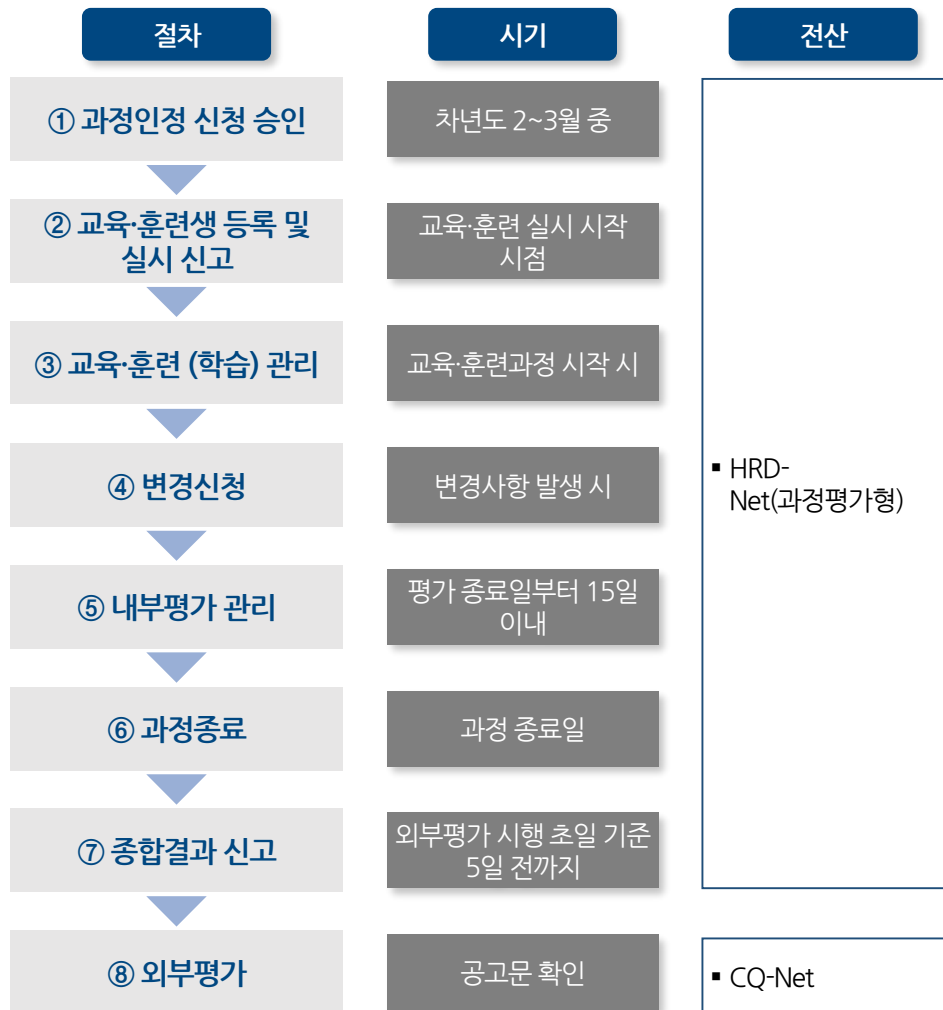 절차
시기
전산
① 과정인정 신청 승인
차년도 2~3월 중
② 교육·훈련생 등록 및
실시 신고
교육·훈련 실시 시작
시점
③ 교육·훈련 (학습) 관리
교육·훈련과정 시작 시
④ 변경신청
변경사항 발생 시
▪ HRD-
Net(과정평가형)
⑤ 내부평가 관리
평가 종료일부터 15일
이내
⑥ 과정종료
과정 종료일
⑦ 종합결과 신고
외부평가 시행 초일 기준
5일 전까지
⑧ 외부평가
공고문 확인
▪ CQ-Net